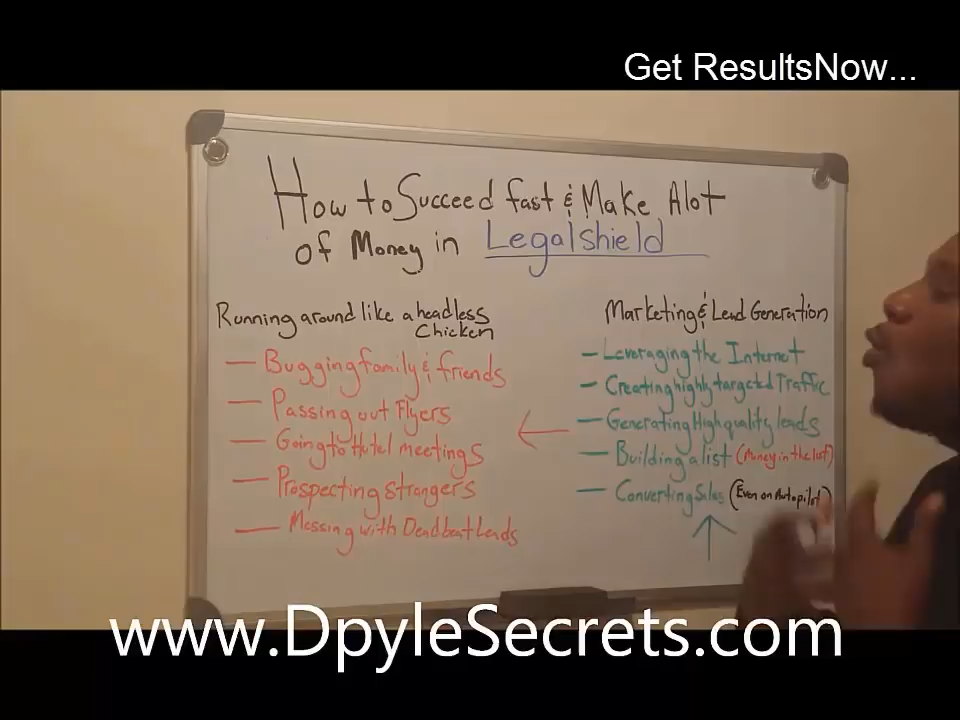 Get ResultsNow...
How to Succeed fast & Make Alot
of Money in Legalshield
Running around like a headless
Chicken
— Bugging family & friends
— Passing out Flyers
— Going to Hotel meetings
— Prospecting strangers
— Messing with Deadbeat Leads
Marketing & Lead Generation
— Leveraging the Internet
— Creating highly targeted Traffic
— Generating High quality leads
— Building a list (Money in the list)
— Converting Sales (Even on Autopilot)
www.DpyleSecrets.com